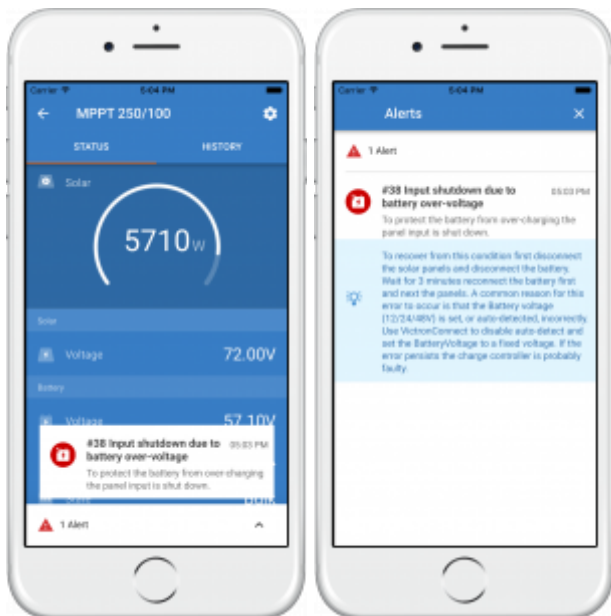 Carrier 5:04 PM
MPPT 250/100
STATUS HISTORY
Solar
5710W
Solar
Voltage 72.00V
Battery
Voltage 57.10V
#38 Input shutdown due to 05:03 PM
battery over-voltage
To protect the battery from over-charging
the panel input is shut down.
1 Alert
Carrier 5:04 PM
Alerts
1 Alert
#38 Input shutdown due to 05:03 PM
battery over-voltage
To protect the battery from over-charging the
panel input is shut down.
To recover from this condition first disconnect
the solar panels and disconnect the battery.
Wait for 3 minutes reconnect the battery first
and next the panels. A common reason for this
error to occur is that the Battery voltage
(12/24/48V) is set, or auto-detected, incorrectly.
Use VictronConnect to disable auto-detect and
set the BatteryVoltage to a fixed voltage. If the
error persists the charge controller is probably
faulty.